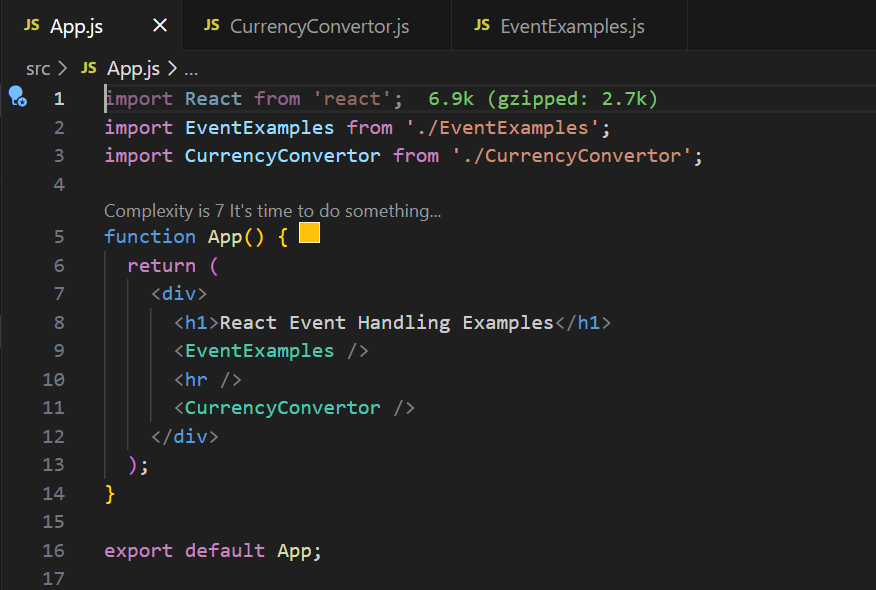 JS App.js × JS CurrencyConvertor.js JS EventExamples.js
src > JS App.js > ...
1 import React from 'react'; 6.9k (gzipped: 2.7k)
2 import EventExamples from './EventExamples';
3 import CurrencyConvertor from './CurrencyConvertor';
4
Complexity is 7 It's time to do something...
5 function App() {
6 return (
7 <div>
8 <h1>React Event Handling Examples</h1>
9 <EventExamples />
10 <hr />
11 <CurrencyConvertor />
12 </div>
13 );
14 }
15
16 export default App;
17